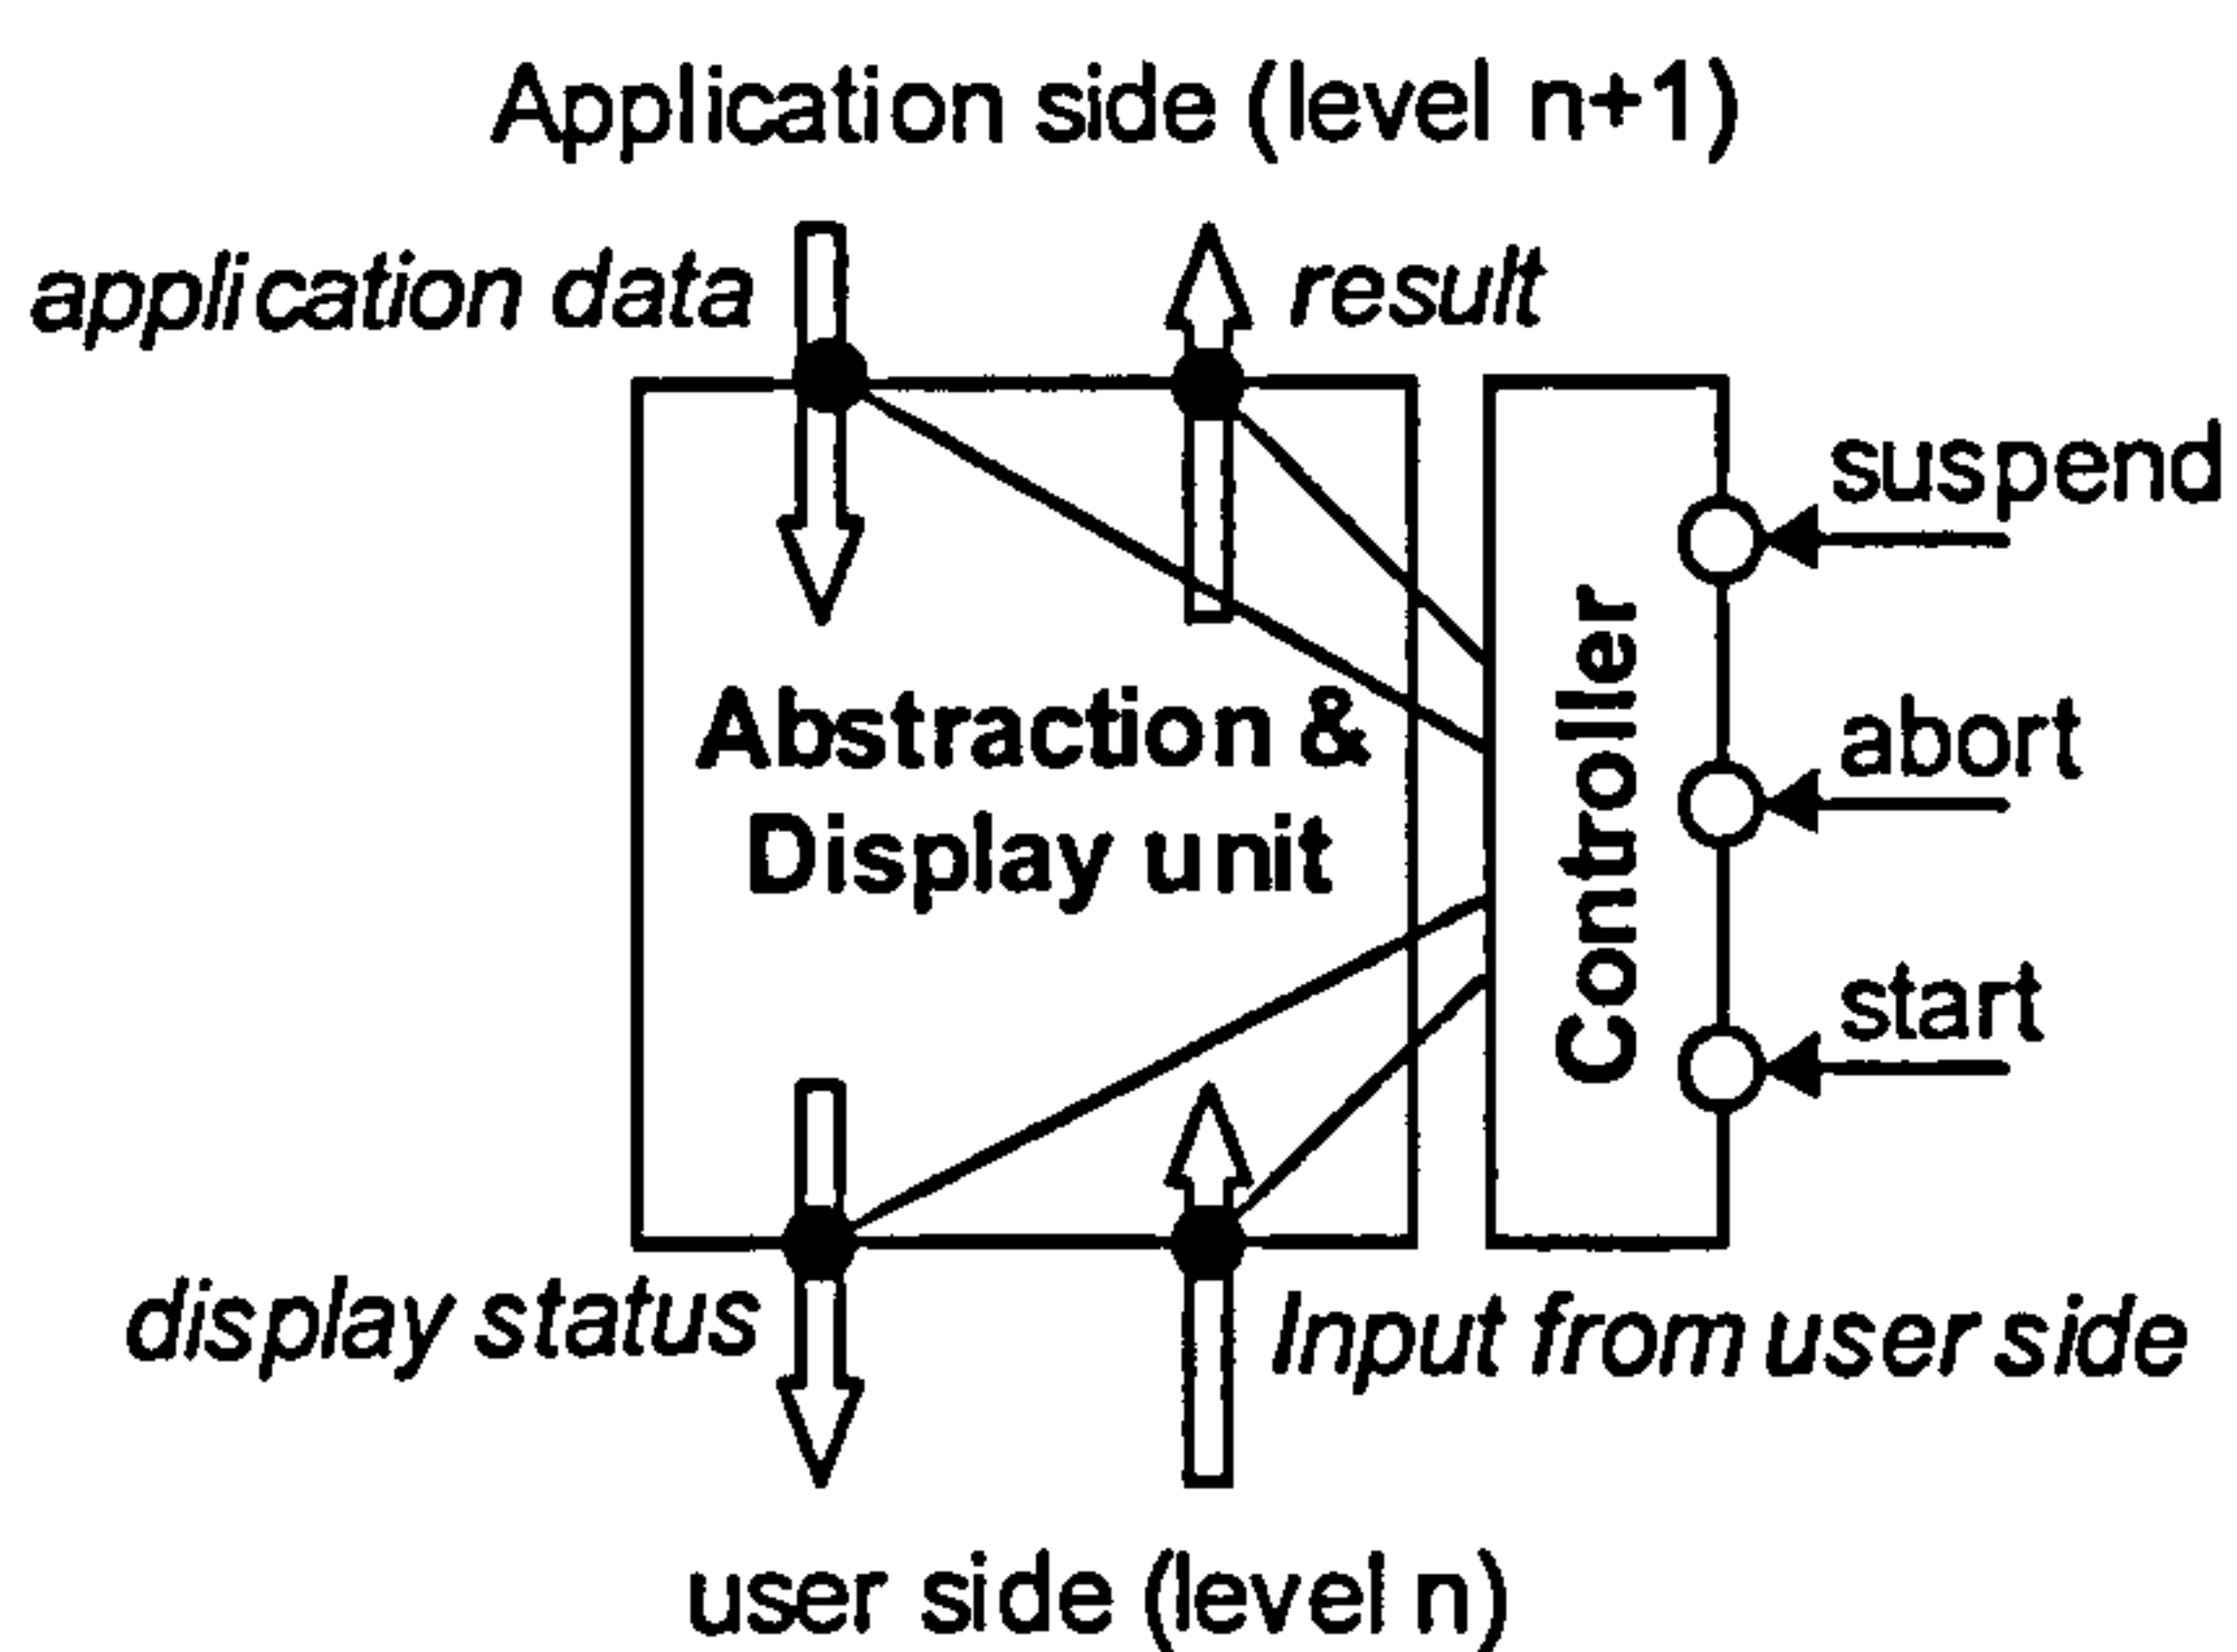 Application side (level n+1)
application data
result
suspend
Abstraction &
Display unit
Controller
abort
start
display status
Input from user side
user side (level n)